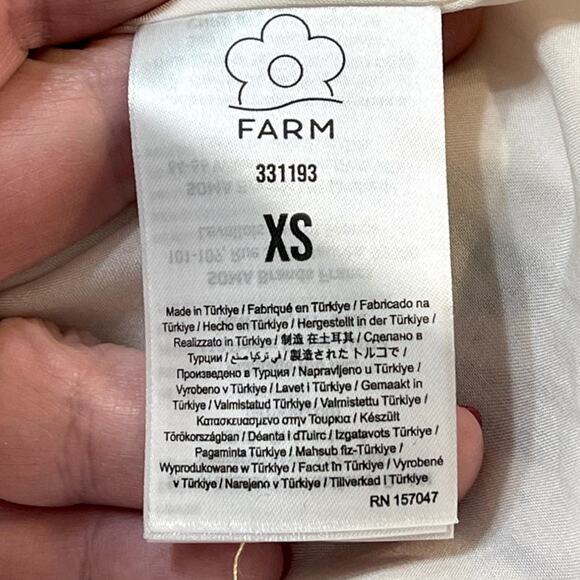 FARM
331193
XS
Made in Türkiye / Fabriqué en Türkiye / Fabricado na
Türkiye / Hecho en Türkiye / Hergestellt in der Türkiye /
Realizzato in Türkiye / 制造 在土耳其 / Сделано в
Турции / في تركيا صنع / 製造された トルコで /
Произведено в Турция / Napravljeno u Türkiye /
Vyrobeno v Türkiye / Lavet i Türkiye / Gemaakt in
Türkiye / Valmistatud Türkiye / Valmistettu Türkiye /
Κατασκευασμενο στην Τουρκια / Készült
Törökországban / Déanta i dTuirc / Izgatavots Türkiye /
Pagaminta Türkiye / Mahsub fiz-Türkiye /
Wyprodukowane w Türkiye / Facut în Türkiye / Vyrobené
v Türkiye / Narejeno v Türkiye / Tillverkad i Türkiye
RN 157047